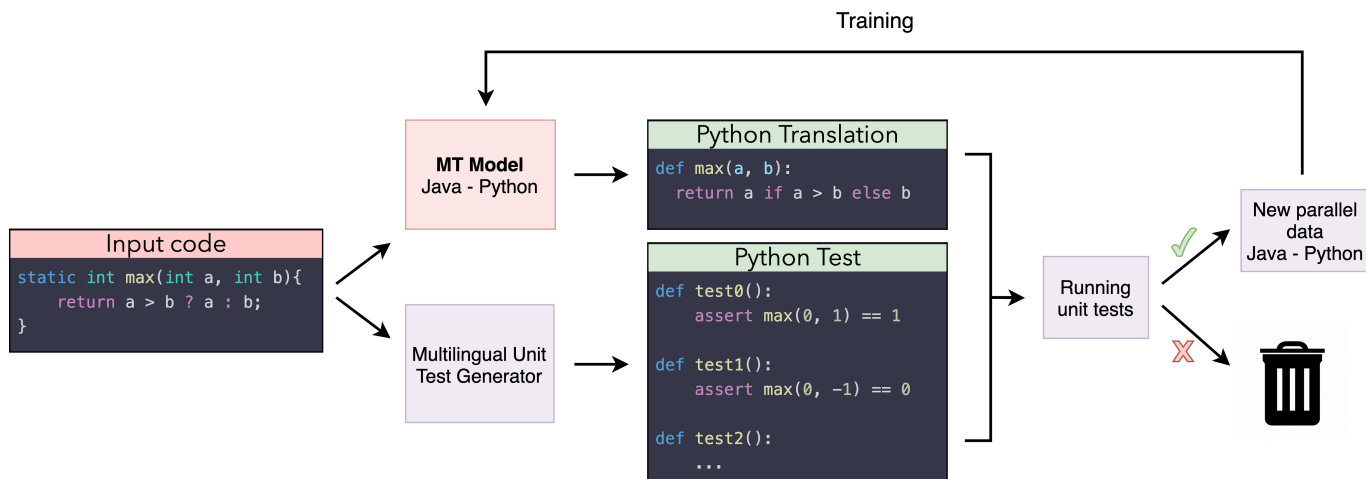 Training
Input code
static int max(int a, int b){
    return a > b ? a : b;
}
MT Model
Java - Python
Multilingual Unit
Test Generator
Python Translation
def max(a, b):
  return a if a > b else b
Python Test
def test0():
    assert max(0, 1) == 1
def test1():
    assert max(0, −1) == 0
def test2():
    ...
Running
unit tests
New parallel
data
Java - Python